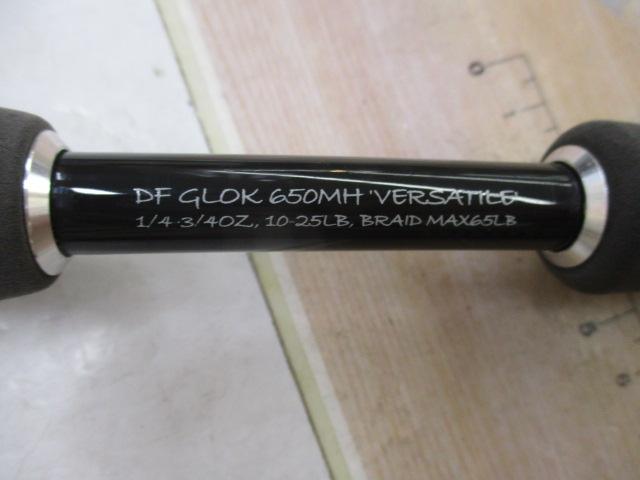 DF GLOK 650MH 'VERSATILE'
1/4-3/4OZ, 10-25LB, BRAID MAX65LB